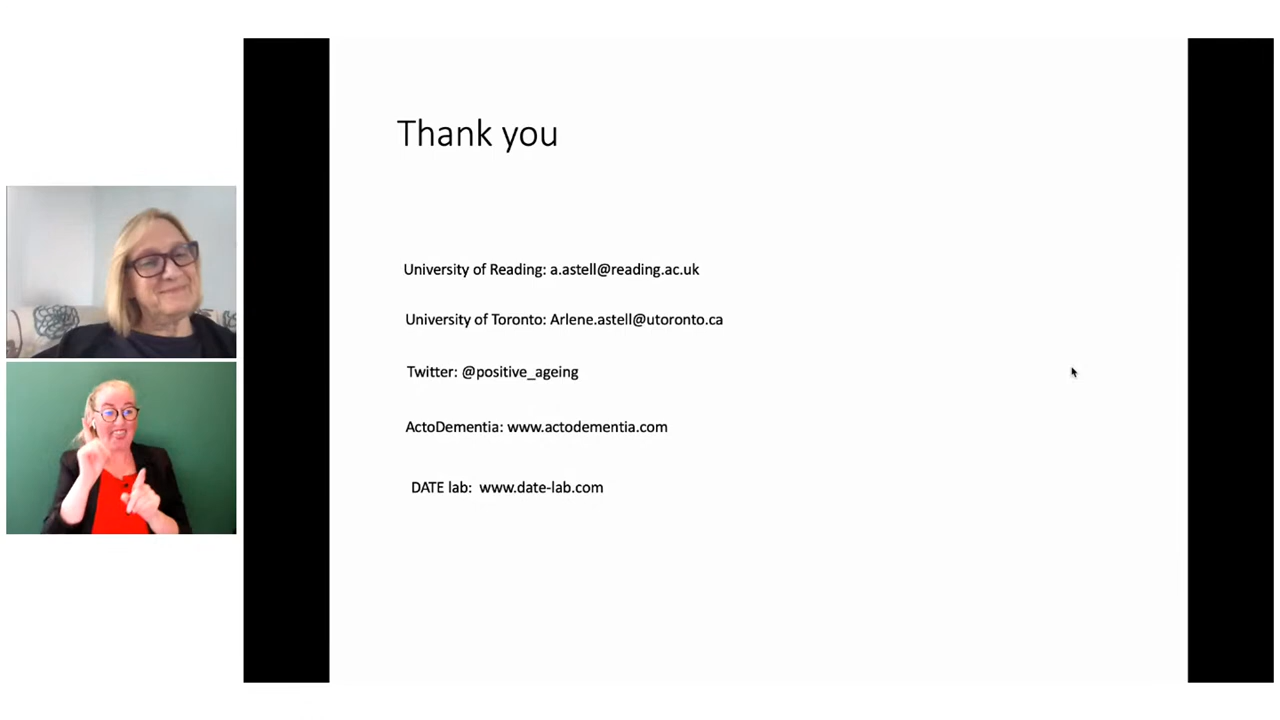 Thank you
University of Reading: a.astell@reading.ac.uk
University of Toronto: Arlene.astell@utoronto.ca
Twitter: @positive_ageing
ActoDementia: www.actodementia.com
DATE lab: www.date-lab.com